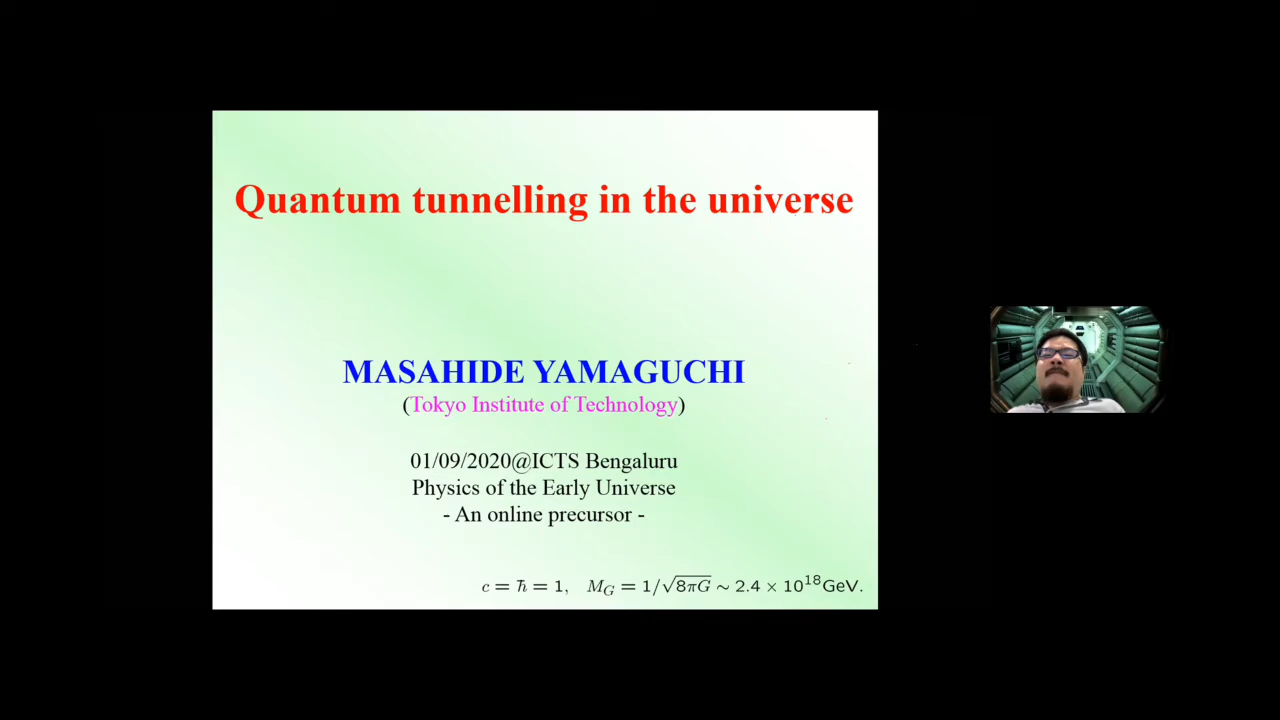 Quantum tunnelling in the universe
MASAHIDE YAMAGUCHI
(Tokyo Institute of Technology)
01/09/2020@ICTS Bengaluru
Physics of the Early Universe
- An online precursor -
c = ħ = 1, M_G = 1/√8πG ∼ 2.4 × 10^18 GeV.